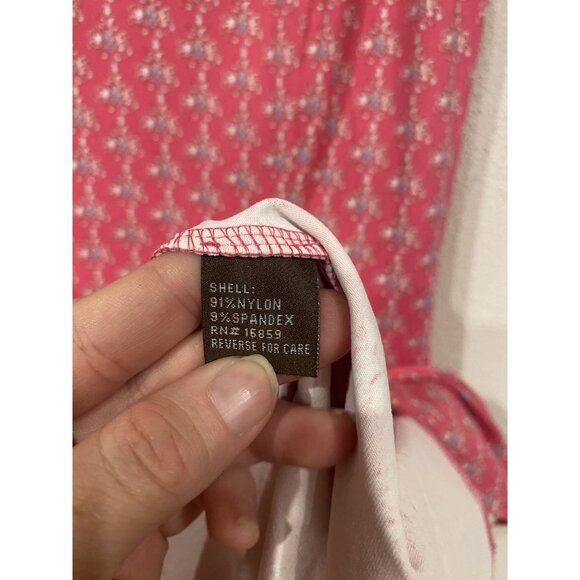 SHELL:
91%NYLON
9%SPANDEX
RN# 16859
REVERSE FOR CARE